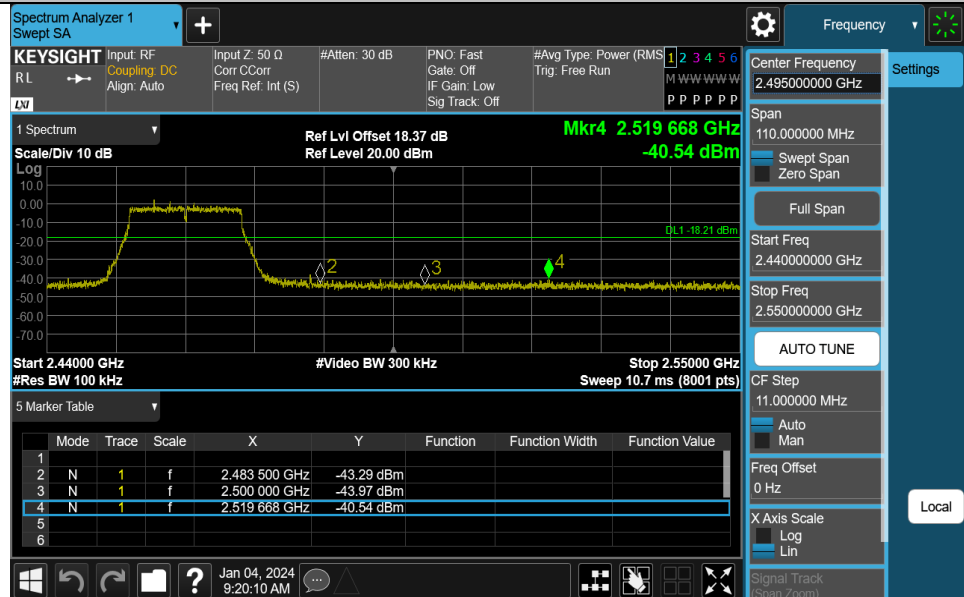 Spectrum Analyzer 1
Swept SA
+
Frequency
KEYSIGHT
RL
LXI
Input: RF
Coupling: DC
Align: Auto
Input Z: 50 Ω
Corr CCorr
Freq Ref: Int (S)
#Atten: 30 dB
PNO: Fast
Gate: Off
IF Gain: Low
Sig Track: Off
#Avg Type: Power (RMS
Trig: Free Run
1 2 3 4 5 6
M W W W W W
P P P P P P
1 Spectrum
Scale/Div 10 dB
Ref Lvl Offset 18.37 dB
Ref Level 20.00 dBm
Mkr4 2.519 668 GHz
-40.54 dBm
Log
10.0
0.00
-10.0
-20.0
-30.0
-40.0
-50.0
-60.0
-70.0
DL1 -18.21 dBm
2
3
4
Start 2.44000 GHz
#Video BW 300 kHz
Stop 2.55000 GHz
#Res BW 100 kHz
Sweep 10.7 ms (8001 pts)
5 Marker Table
Mode Trace Scale X Y Function Function Width Function Value
1
2 N 1 f 2.483 500 GHz -43.29 dBm
3 N 1 f 2.500 000 GHz -43.97 dBm
4 N 1 f 2.519 668 GHz -40.54 dBm
5
6
?
Jan 04, 2024
9:20:10 AM
Center Frequency
2.495000000 GHz
Span
110.000000 MHz
Swept Span
Zero Span
Full Span
Start Freq
2.440000000 GHz
Stop Freq
2.550000000 GHz
AUTO TUNE
CF Step
11.000000 MHz
Auto
Man
Freq Offset
0 Hz
X Axis Scale
Log
Lin
Signal Track
(Span Zoom)
Settings
Local